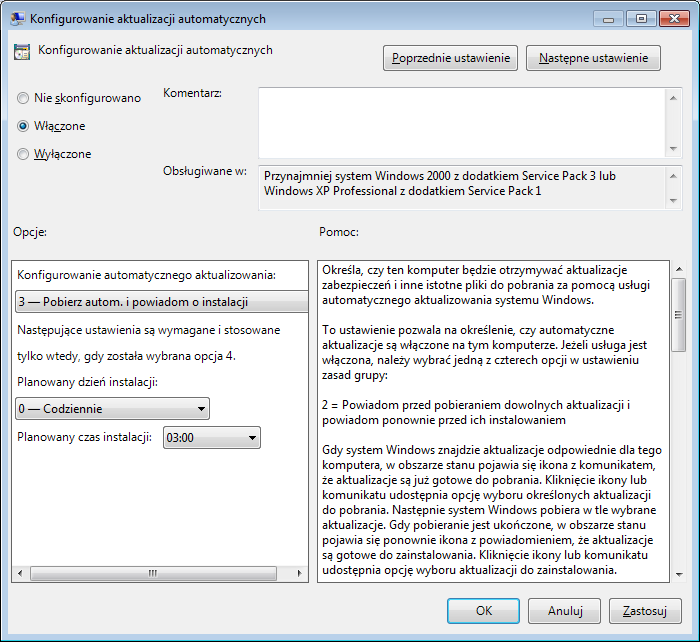 Konfigurowanie aktualizacji automatycznych
Konfigurowanie aktualizacji automatycznych
Poprzednie ustawienie
Następne ustawienie
Nie skonfigurowano
Włączone
Wyłączone
Komentarz:
Obsługiwane w:
Przynajmniej system Windows 2000 z dodatkiem Service Pack 3 lub
Windows XP Professional z dodatkiem Service Pack 1
Opcje:
Pomoc:
Konfigurowanie automatycznego aktualizowania:
3 — Pobierz autom. i powiadom o instalacji
Następujące ustawienia są wymagane i stosowane
tylko wtedy, gdy została wybrana opcja 4.
Planowany dzień instalacji:
0 — Codziennie
Planowany czas instalacji:
03:00
Określa, czy ten komputer będzie otrzymywać aktualizacje
zabezpieczeń i inne istotne pliki do pobrania za pomocą usługi
automatycznego aktualizowania systemu Windows.
To ustawienie pozwala na określenie, czy automatyczne
aktualizacje są włączone na tym komputerze. Jeżeli usługa jest
włączona, należy wybrać jedną z czterech opcji w ustawieniu
zasad grupy:
2 = Powiadom przed pobieraniem dowolnych aktualizacji i
powiadom ponownie przed ich instalowaniem
Gdy system Windows znajdzie aktualizacje odpowiednie dla tego
komputera, w obszarze stanu pojawia się ikona z komunikatem,
że aktualizacje są już gotowe do pobrania. Kliknięcie ikony lub
komunikatu udostępnia opcję wyboru określonych aktualizacji
do pobrania. Następnie system Windows pobiera w tle wybrane
aktualizacje. Gdy pobieranie jest ukończone, w obszarze stanu
pojawia się ponownie ikona z powiadomieniem, że aktualizacje
są gotowe do zainstalowania. Kliknięcie ikony lub komunikatu
udostępnia opcję wyboru aktualizacji do zainstalowania.
OK
Anuluj
Zastosuj